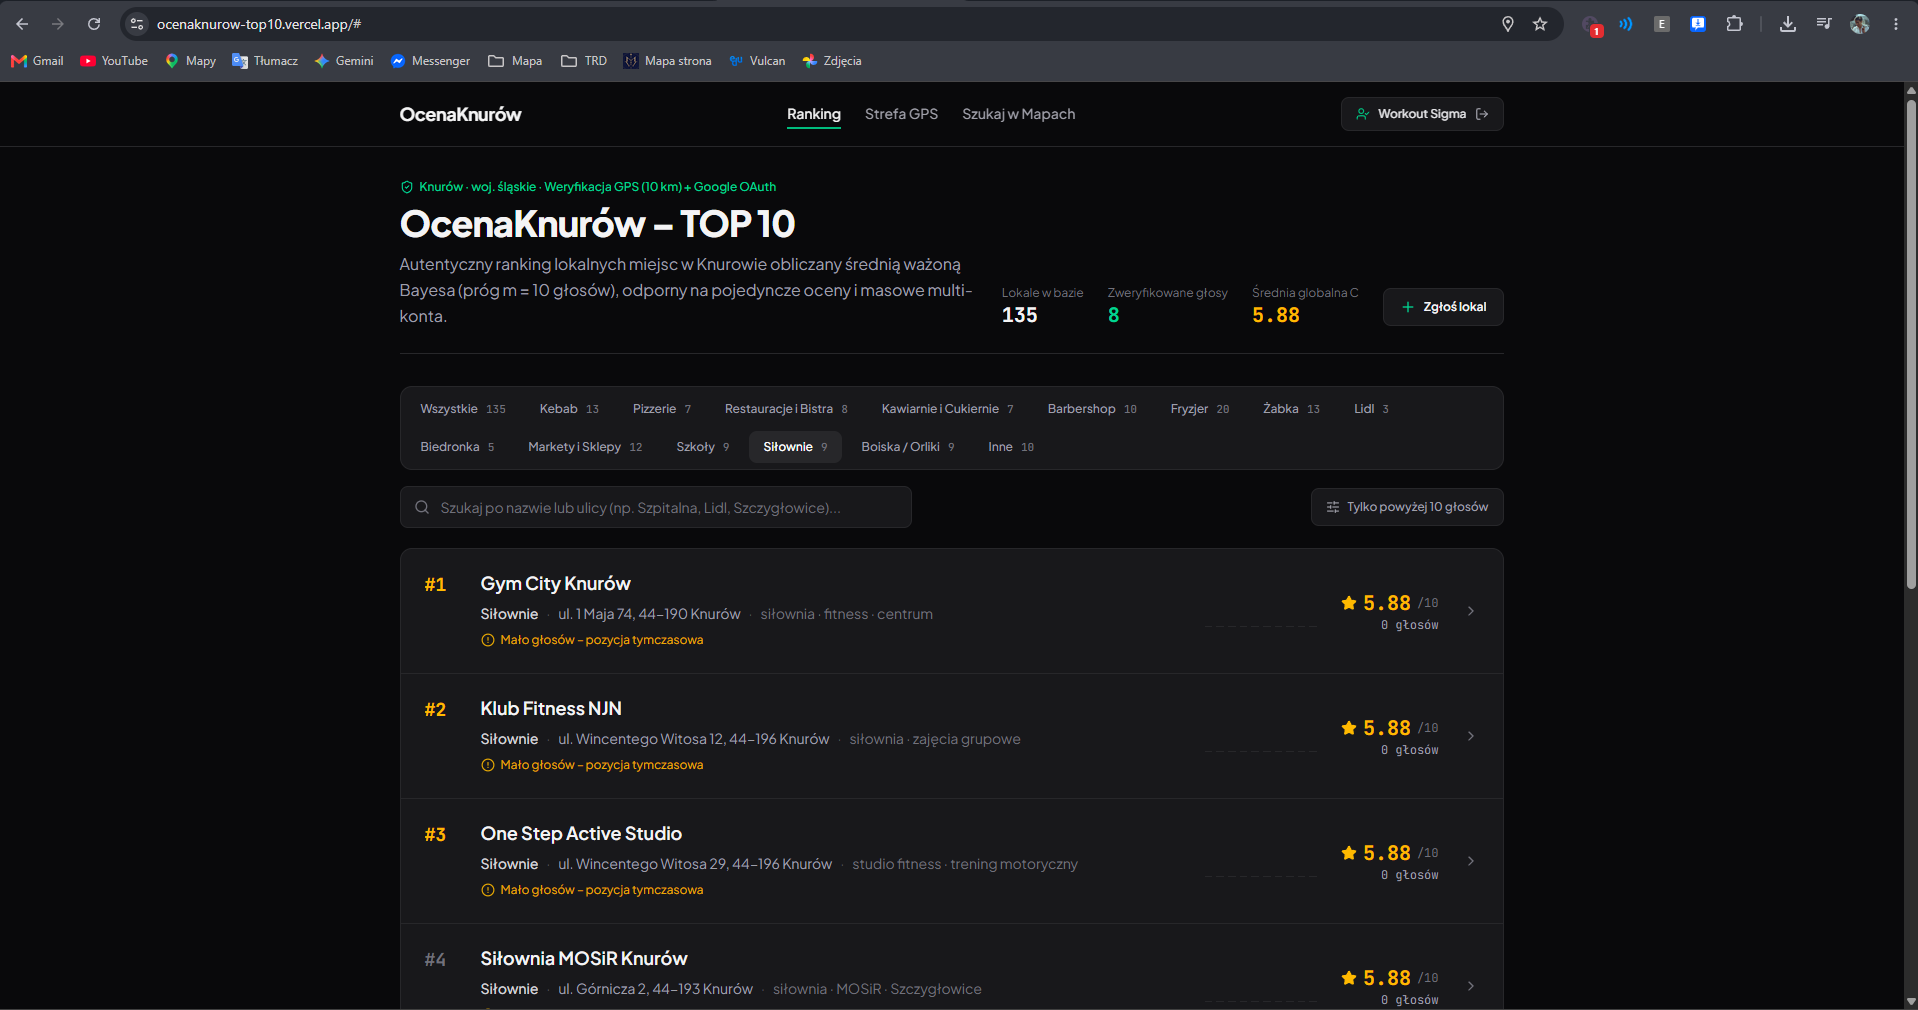 ocenaknurow-top10.vercel.app/#
1
E
Gmail YouTube Mapy Tłumacz Gemini Messenger Mapa TRD Mapa strona Vulcan Zdjęcia
OcenaKnurów
Ranking Strefa GPS Szukaj w Mapach
Workout Sigma
Knurów · woj. śląskie · Weryfikacja GPS (10 km) + Google OAuth
OcenaKnurów – TOP 10
Autentyczny ranking lokalnych miejsc w Knurowie obliczany średnią ważoną
Bayesa (próg m = 10 głosów), odporny na pojedyncze oceny i masowe multi-
konta.
Lokale w bazie
135
Zweryfikowane głosy
8
Średnia globalna C
5.88
Zgłoś lokal
Wszystkie 135 Kebab 13 Pizzerie 7 Restauracje i Bistra 8 Kawiarnie i Cukiernie 7 Barbershop 10 Fryzjer 20 Żabka 13 Lidl 3
Biedronka 5 Markety i Sklepy 12 Szkoły 9 Siłownie 9 Boiska / Orliki 9 Inne 10
Szukaj po nazwie lub ulicy (np. Szpitalna, Lidl, Szczygłowice)...
Tylko powyżej 10 głosów
#1 Gym City Knurów
Siłownie · ul. 1 Maja 74, 44-190 Knurów · siłownia · fitness · centrum
Mało głosów – pozycja tymczasowa
5.88 /10
0 głosów
#2 Klub Fitness NJN
Siłownie · ul. Wincentego Witosa 12, 44-196 Knurów · siłownia · zajęcia grupowe
Mało głosów – pozycja tymczasowa
5.88 /10
0 głosów
#3 One Step Active Studio
Siłownie · ul. Wincentego Witosa 29, 44-196 Knurów · studio fitness · trening motoryczny
Mało głosów – pozycja tymczasowa
5.88 /10
0 głosów
#4 Siłownia MOSiR Knurów
Siłownie · ul. Górnicza 2, 44-193 Knurów · siłownia · MOSiR · Szczygłowice
5.88 /10
0 głosów